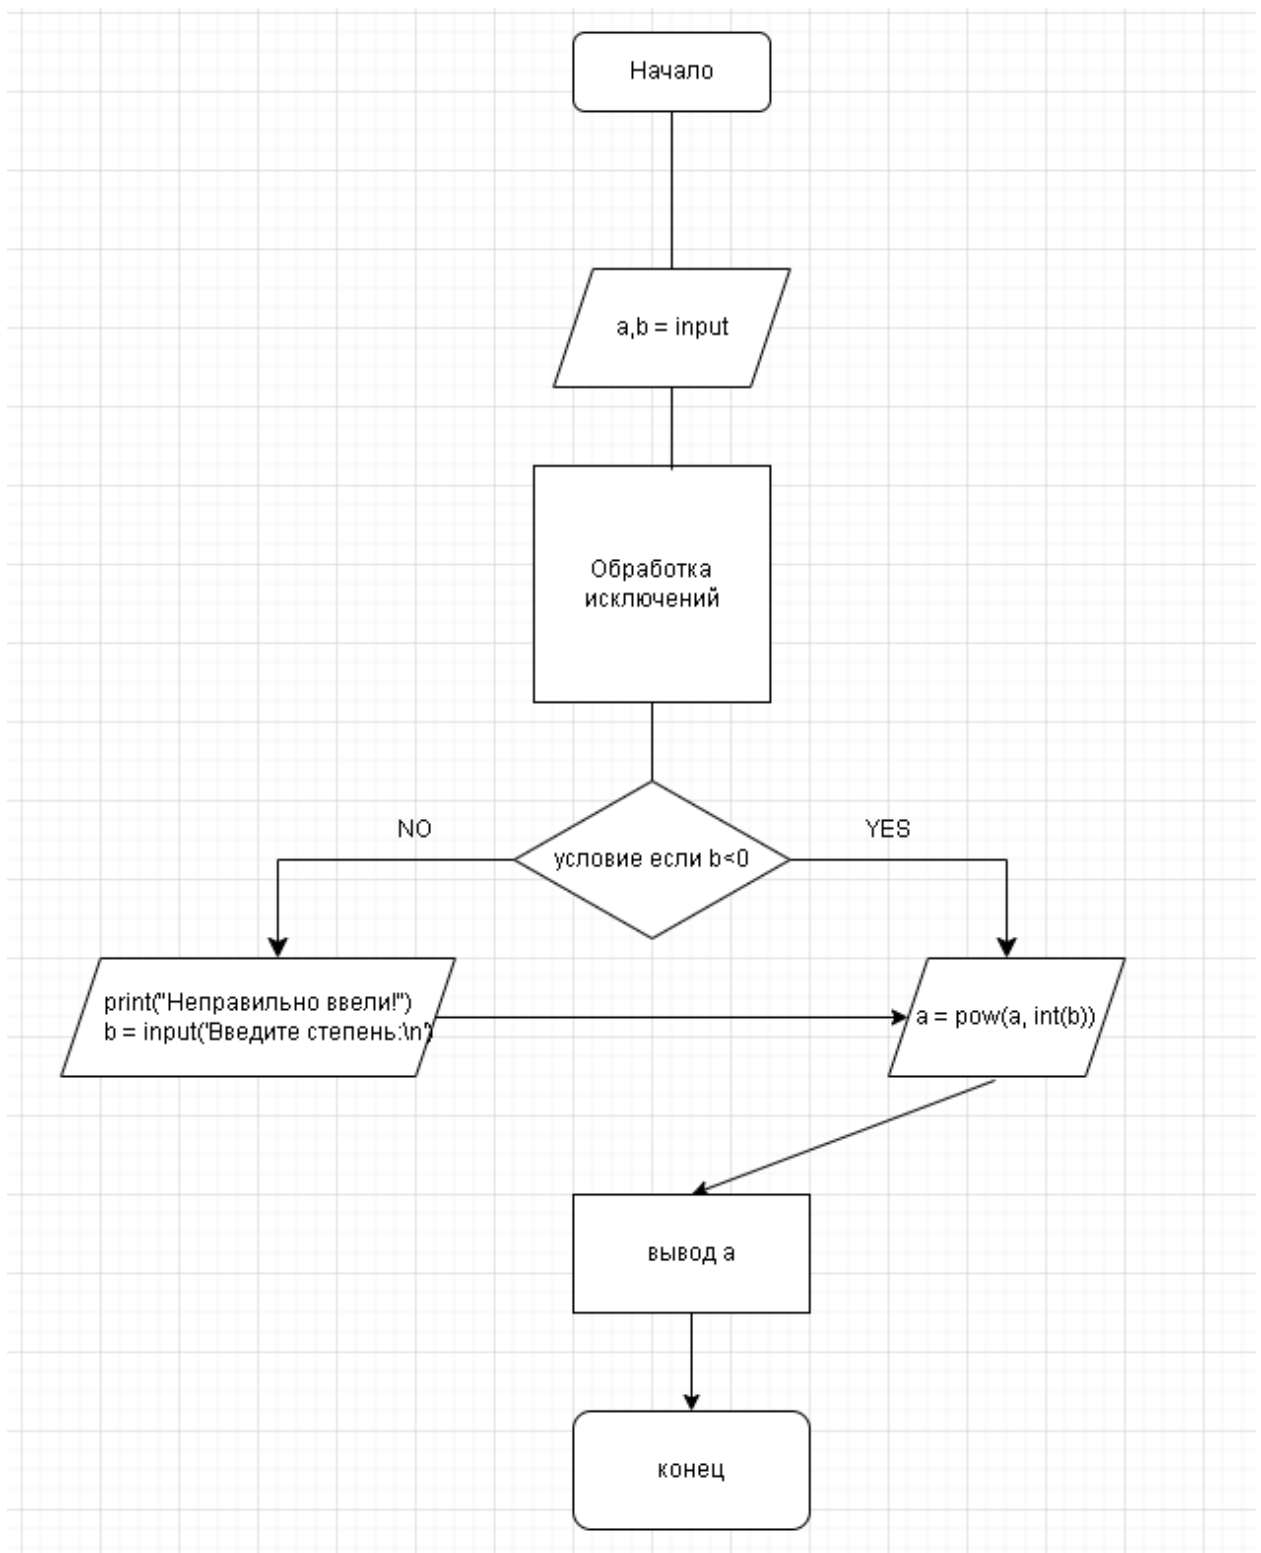 Начало
a,b = input
Обработка
исключений
NO
YES
условие если b<0
print("Неправильно ввели!")
b = input('Введите степень:\n')
a = pow(a, int(b))
вывод a
конец